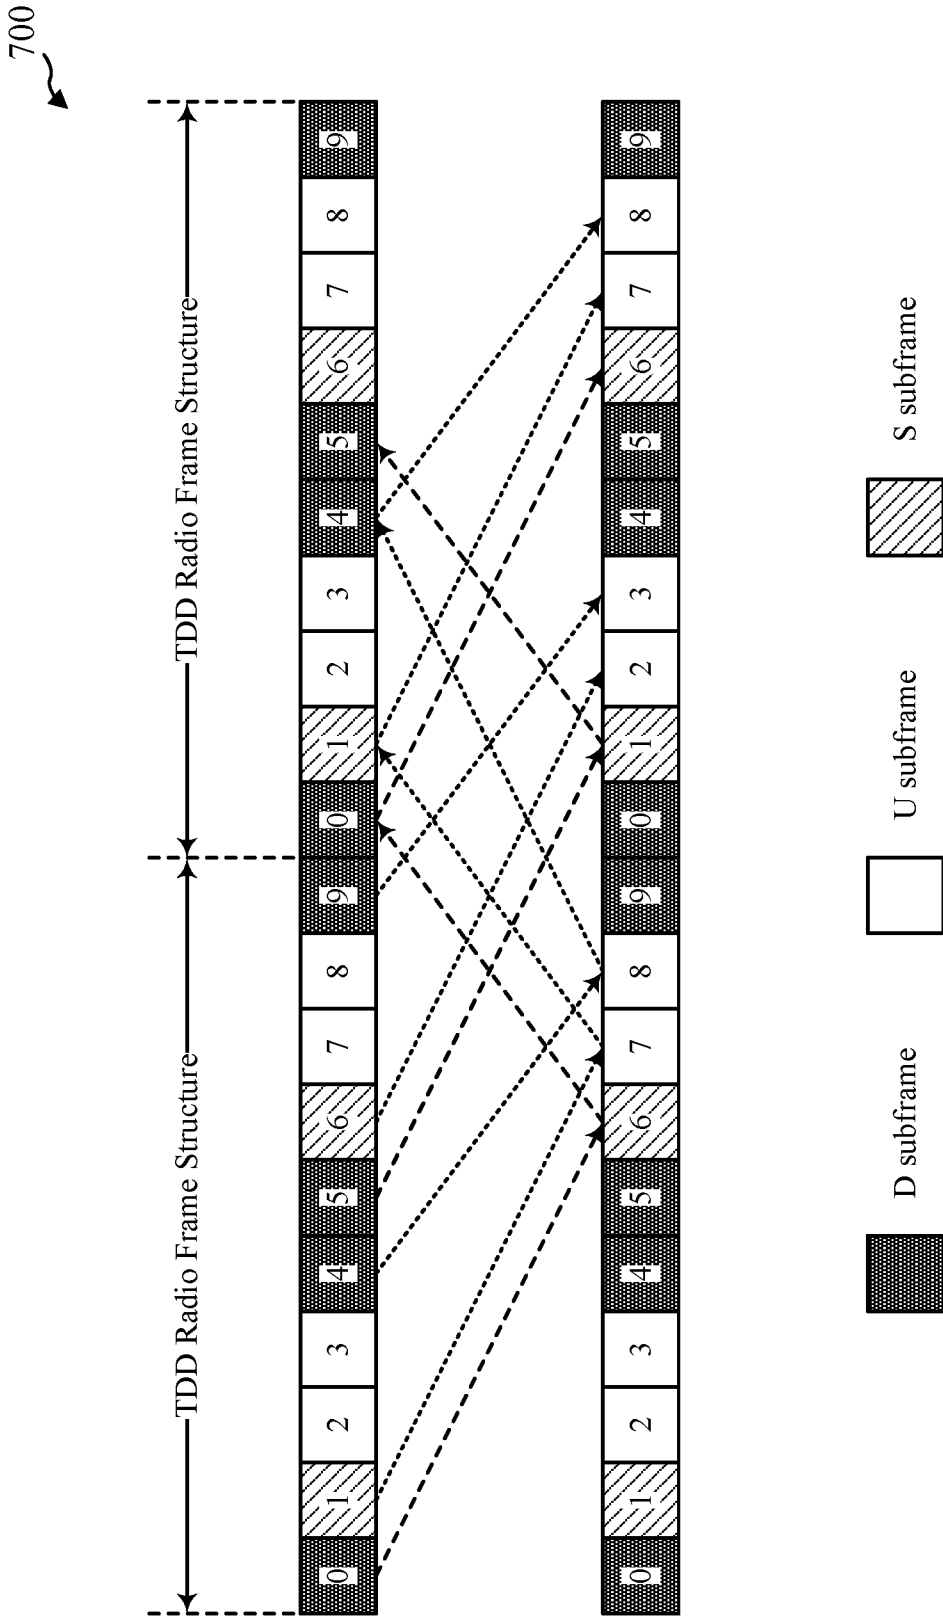 700
TDD Radio Frame Structure
TDD Radio Frame Structure
0 1 2 3 4 5 6 7 8 9 0 1 2 3 4 5 6 7 8 9
0 1 2 3 4 5 6 7 8 9 0 1 2 3 4 5 6 7 8 9
D subframe
U subframe
S subframe